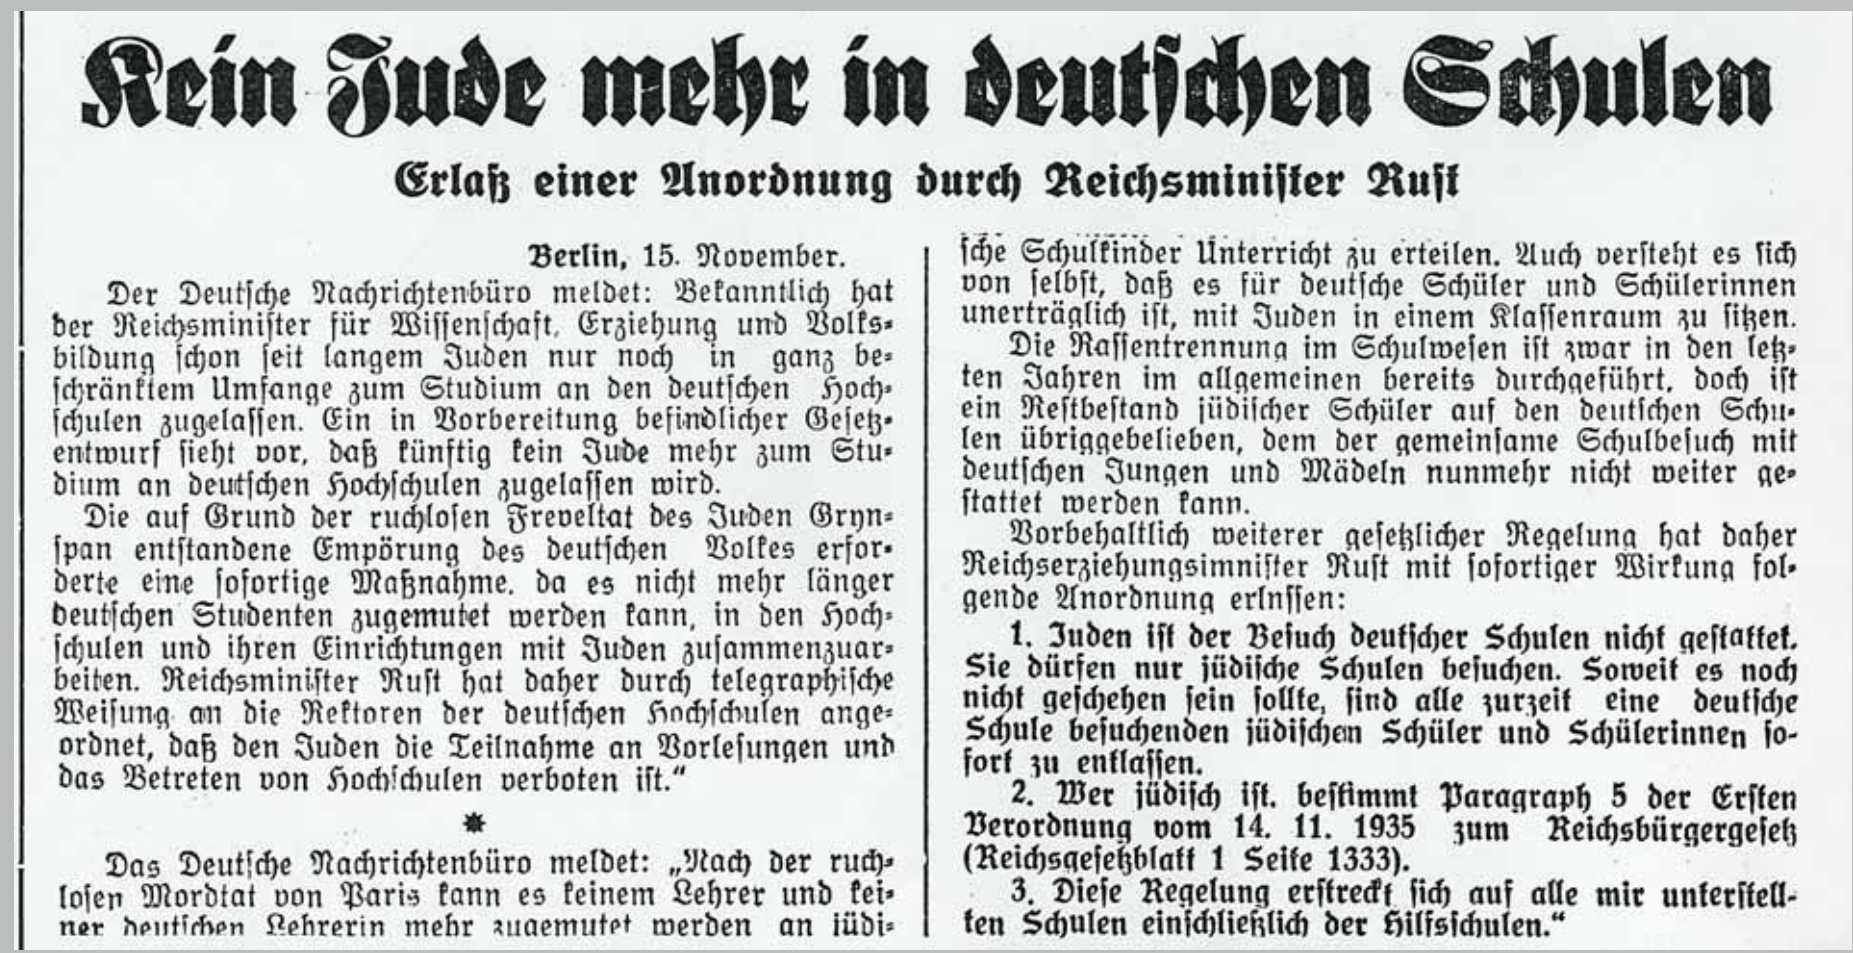 Kein Jude mehr in deutschen Schulen
Erlaß einer Anordnung durch Reichsminister Rust
Berlin, 15. November.
Der Deutsche Nachrichtenbüro meldet: Bekanntlich hat
der Reichsminister für Wissenschaft, Erziehung und Volks-
bildung schon seit langem Juden nur noch in ganz be-
schränktem Umfange zum Studium an den deutschen Hoch-
schulen zugelassen. Ein in Vorbereitung befindlicher Gesetz-
entwurf sieht vor, daß künftig kein Jude mehr zum Stu-
dium an deutschen Hochschulen zugelassen wird.
Die auf Grund der ruchlosen Freveltat des Juden Gryn-
span entstandene Empörung des deutschen Volkes erfor-
derte eine sofortige Maßnahme, da es nicht mehr länger
deutschen Studenten zugemutet werden kann, in den Hoch-
schulen und ihren Einrichtungen mit Juden zusammenzuar-
beiten. Reichsminister Rust hat daher durch telegraphische
Weisung an die Rektoren der deutschen Hochschulen ange-
ordnet, daß den Juden die Teilnahme an Vorlesungen und
das Betreten von Hochschulen verboten ist.“
Das Deutsche Nachrichtenbüro meldet: „Nach der ruch-
losen Mordtat von Paris kann es keinem Lehrer und kei-
ner deutschen Lehrerin mehr zugemutet werden an jüdi-
sche Schulkinder Unterricht zu erteilen. Auch versteht es sich
von selbst, daß es für deutsche Schüler und Schülerinnen
unerträglich ist, mit Juden in einem Klassenraum zu sitzen.
Die Rassentrennung im Schulwesen ist zwar in den letz-
ten Jahren im allgemeinen bereits durchgeführt, doch ist
ein Restbestand jüdischer Schüler auf den deutschen Schu-
len übriggebelieben, dem der gemeinsame Schulbesuch mit
deutschen Jungen und Mädeln nunmehr nicht weiter ge-
stattet werden kann.
Vorbehaltlich weiterer gesetzlicher Regelung hat daher
Reichserziehungsimnister Rust mit sofortiger Wirkung fol-
gende Anordnung erlnssen:
1. Juden ist der Besuch deutscher Schulen nicht gestattet.
Sie dürfen nur jüdische Schulen besuchen. Soweit es noch
nicht geschehen sein sollte, sind alle zurzeit eine deutsche
Schule besuchenden jüdischen Schüler und Schülerinnen so-
fort zu entlassen.
2. Wer jüdisch ist, bestimmt Paragraph 5 der Ersten
Verordnung vom 14. 11. 1935 zum Reichsbürgergesetz
(Reichsgesetzblatt 1 Seite 1333).
3. Diese Regelung erstreckt sich auf alle mir unterstell-
ten Schulen einschließlich der Hilfsschulen.“